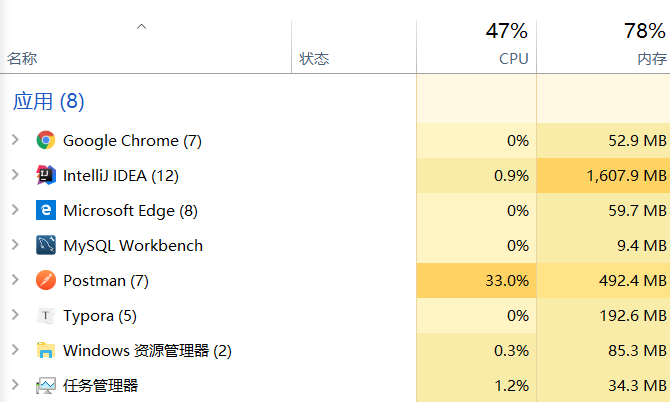 47% 78%
名称 状态 CPU 内存
应用 (8)
Google Chrome (7) 0% 52.9 MB
IntelliJ IDEA (12) 0.9% 1,607.9 MB
Microsoft Edge (8) 0% 59.7 MB
MySQL Workbench 0% 9.4 MB
Postman (7) 33.0% 492.4 MB
Typora (5) 0% 192.6 MB
Windows 资源管理器 (2) 0.3% 85.3 MB
任务管理器 1.2% 34.3 MB